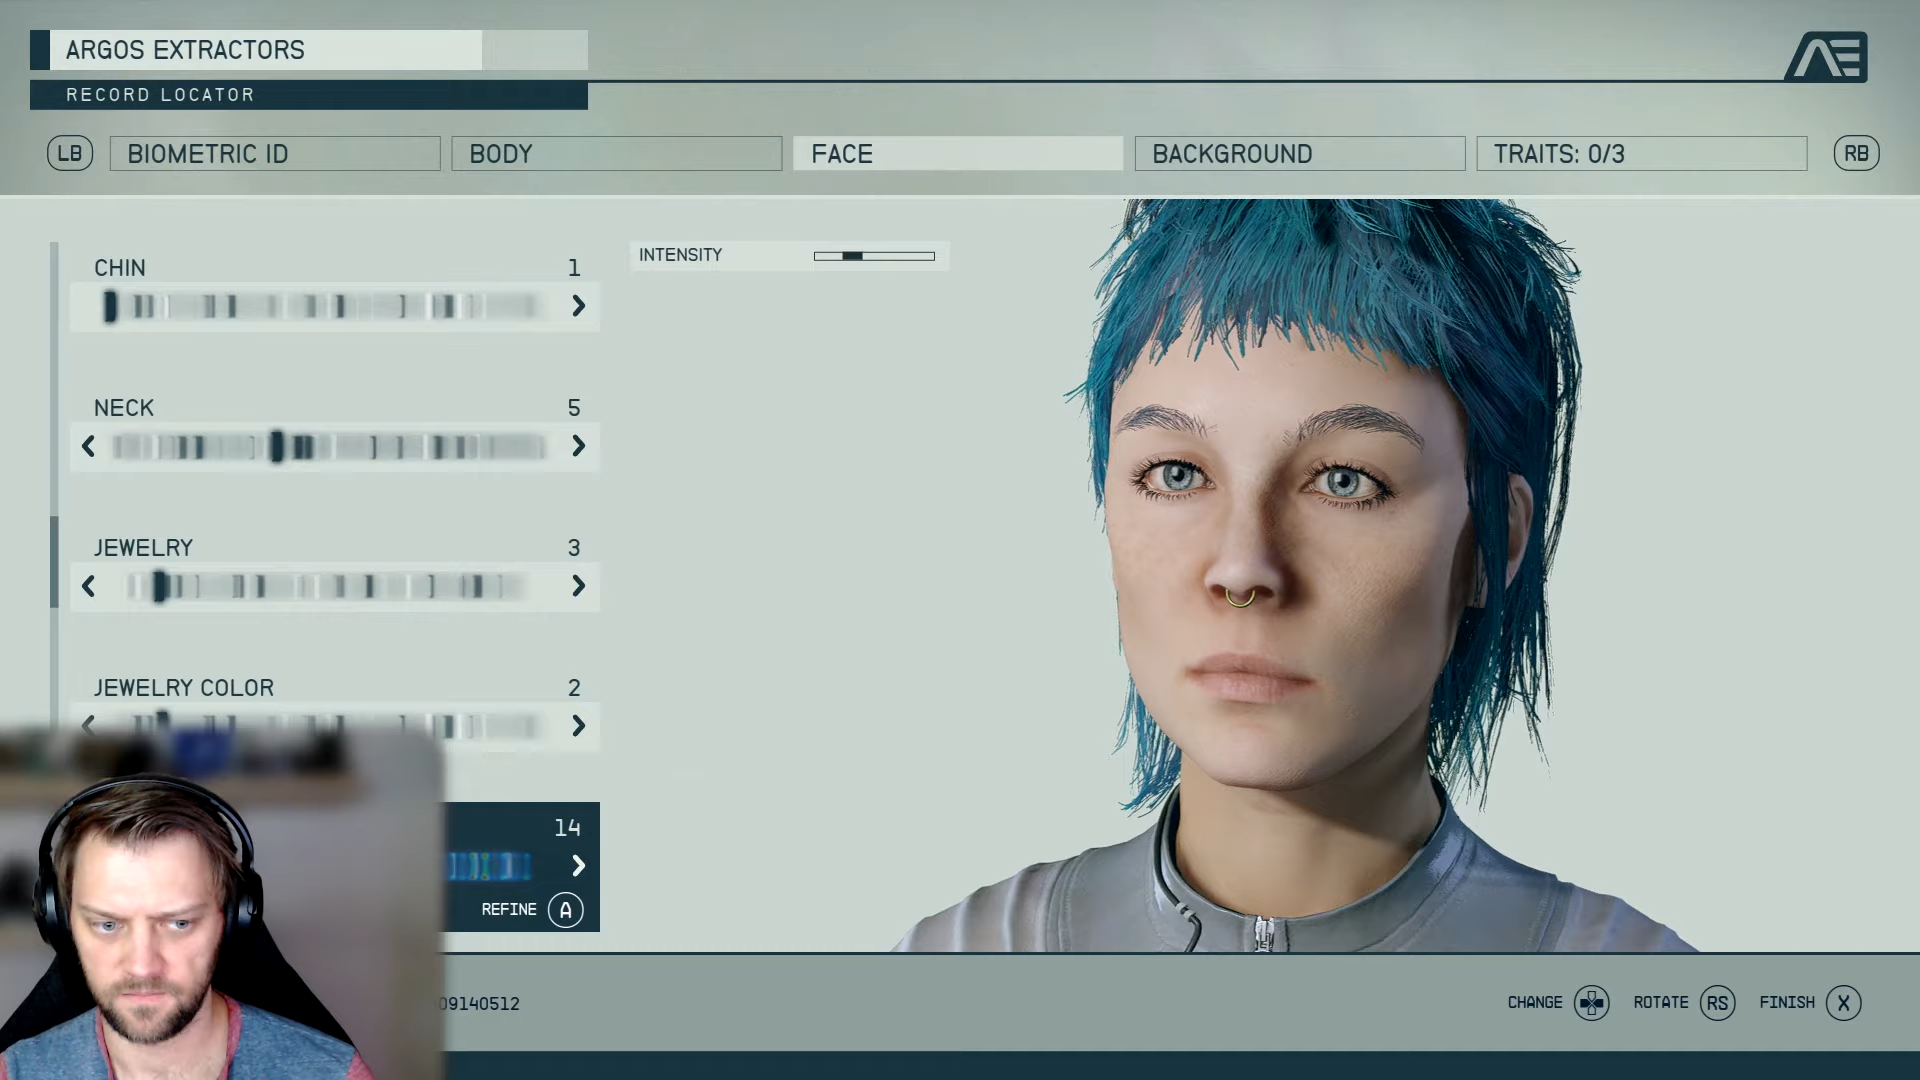 ARGOS EXTRACTORS
RECORD LOCATOR
LB
BIOMETRIC ID
BODY
FACE
BACKGROUND
TRAITS: 0/3
RB
CHIN
1
INTENSITY
NECK
5
JEWELRY
3
JEWELRY COLOR
2
14
REFINE A
09140512
CHANGE
ROTATE RS
FINISH X